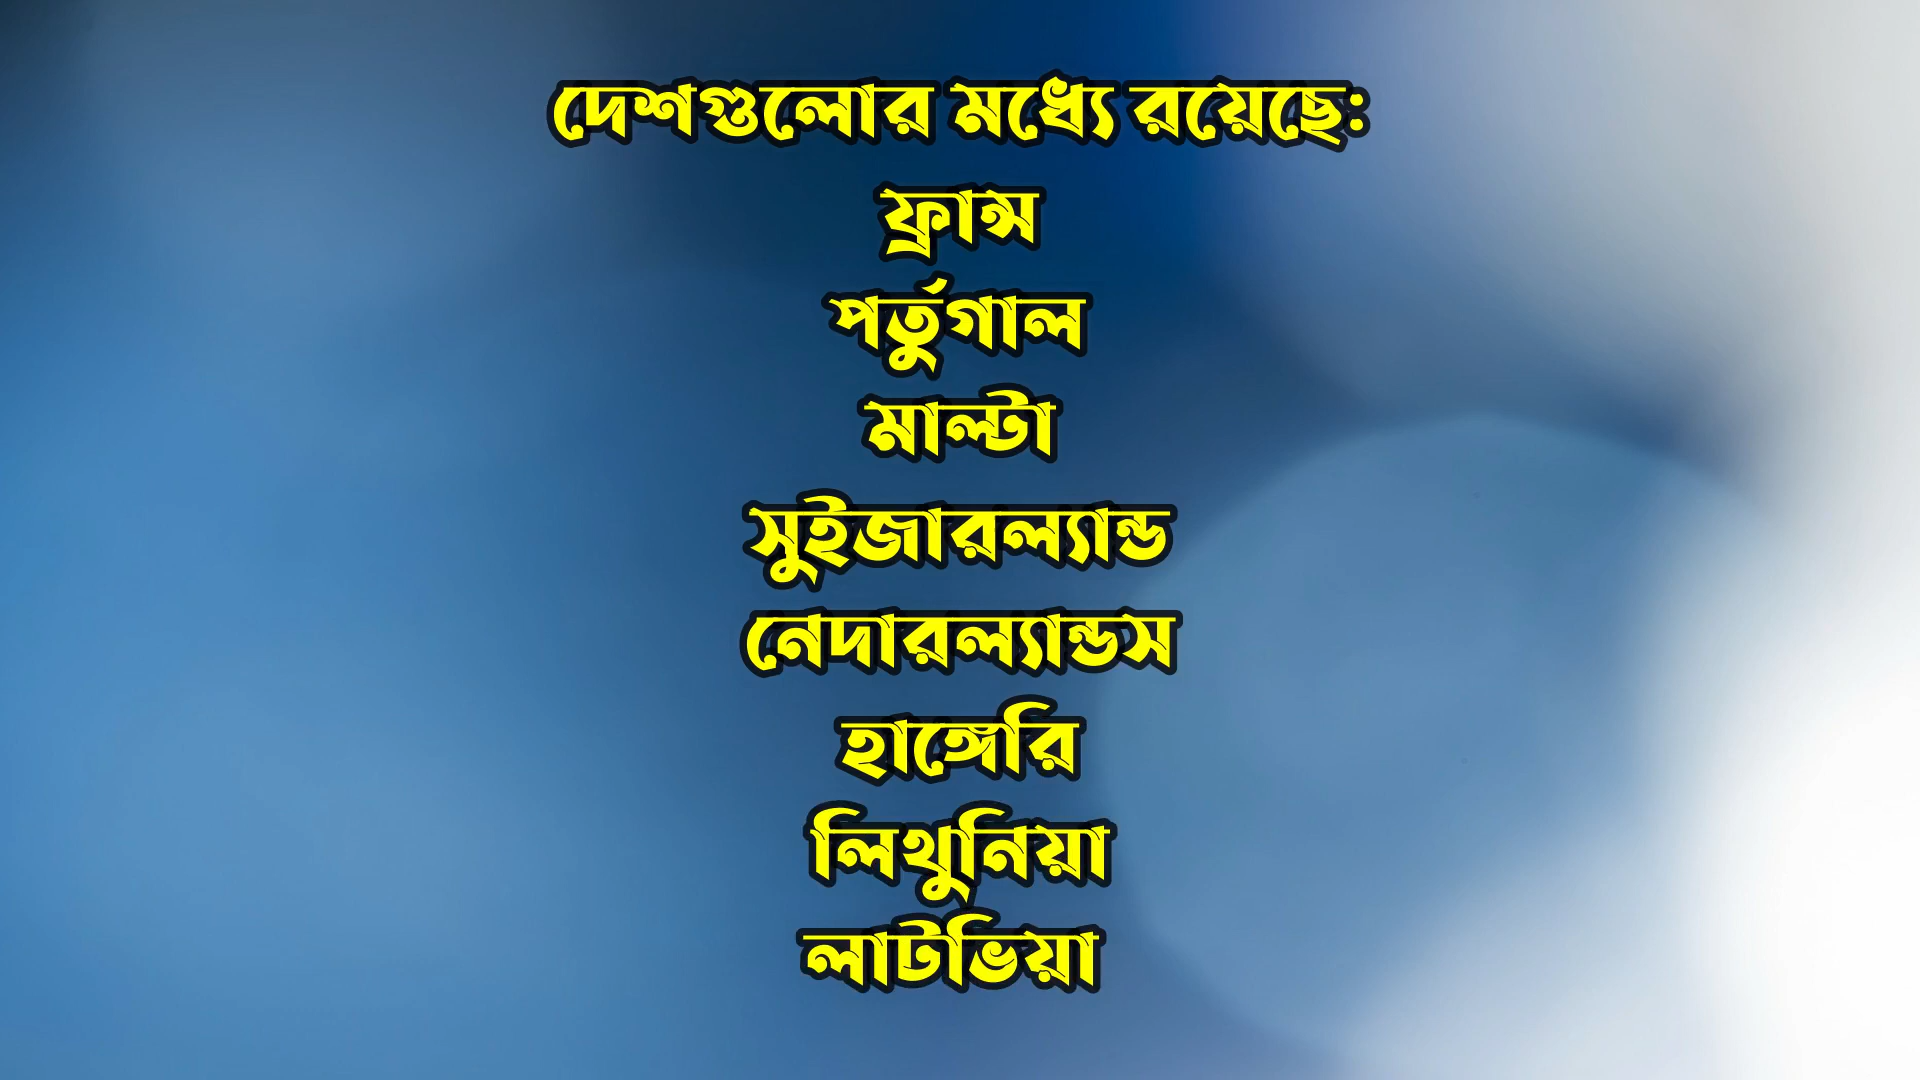 দেশগুলোর মধ্যে রয়েছে:
ফ্রান্স
পর্তুগাল
মাল্টা
সুইজারল্যান্ড
নেদারল্যান্ডস
হাঙ্গেরি
লিথুনিয়া
লাটভিয়া